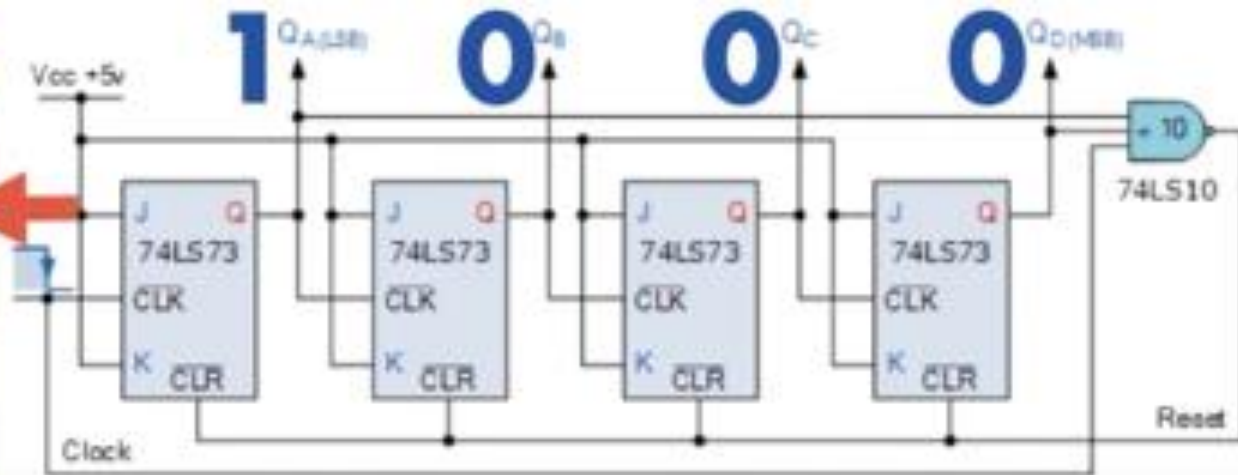 1 QA(LSB) 0 QB 0 QC 0 QD(MSB)
Vcc +5v
÷ 10
74LS10
J Q J Q J Q J Q
74LS73 74LS73 74LS73 74LS73
CLK CLK CLK CLK
K K K K
CLR CLR CLR CLR
Reset
Clock